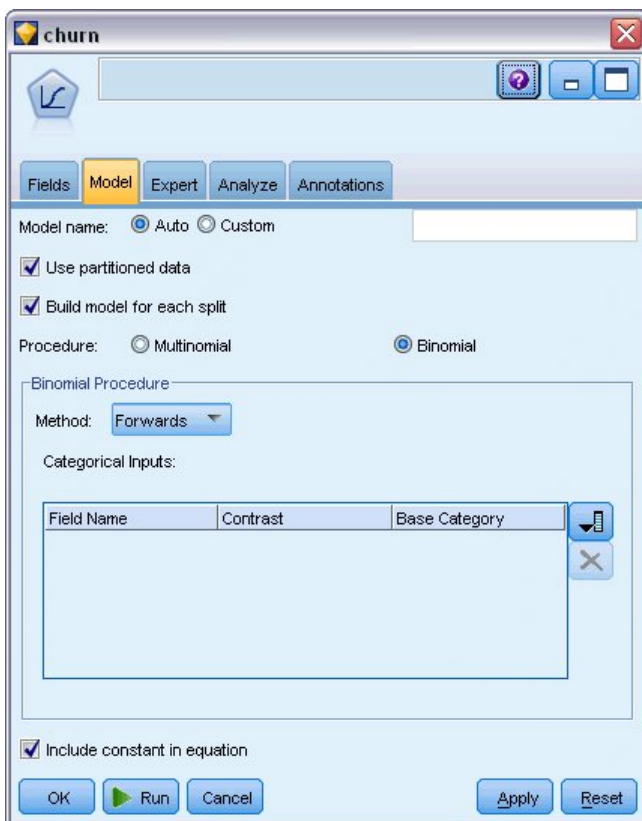 churn
Fields Model Expert Analyze Annotations
Model name: Auto Custom
Use partitioned data
Build model for each split
Procedure: Multinomial Binomial
Binomial Procedure
Method: Forwards
Categorical Inputs:
Field Name Contrast Base Category
Include constant in equation
OK Run Cancel Apply Reset